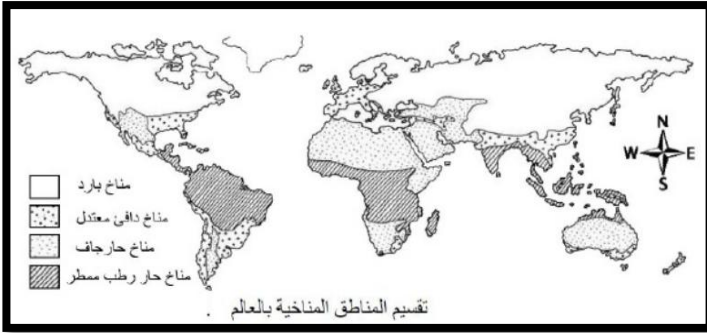 N
W E
S
مناخ بارد
مناخ دافئ معتدل
مناخ حار جاف
مناخ حار رطب ممطر
تقسيم المناطق المناخية بالعالم .